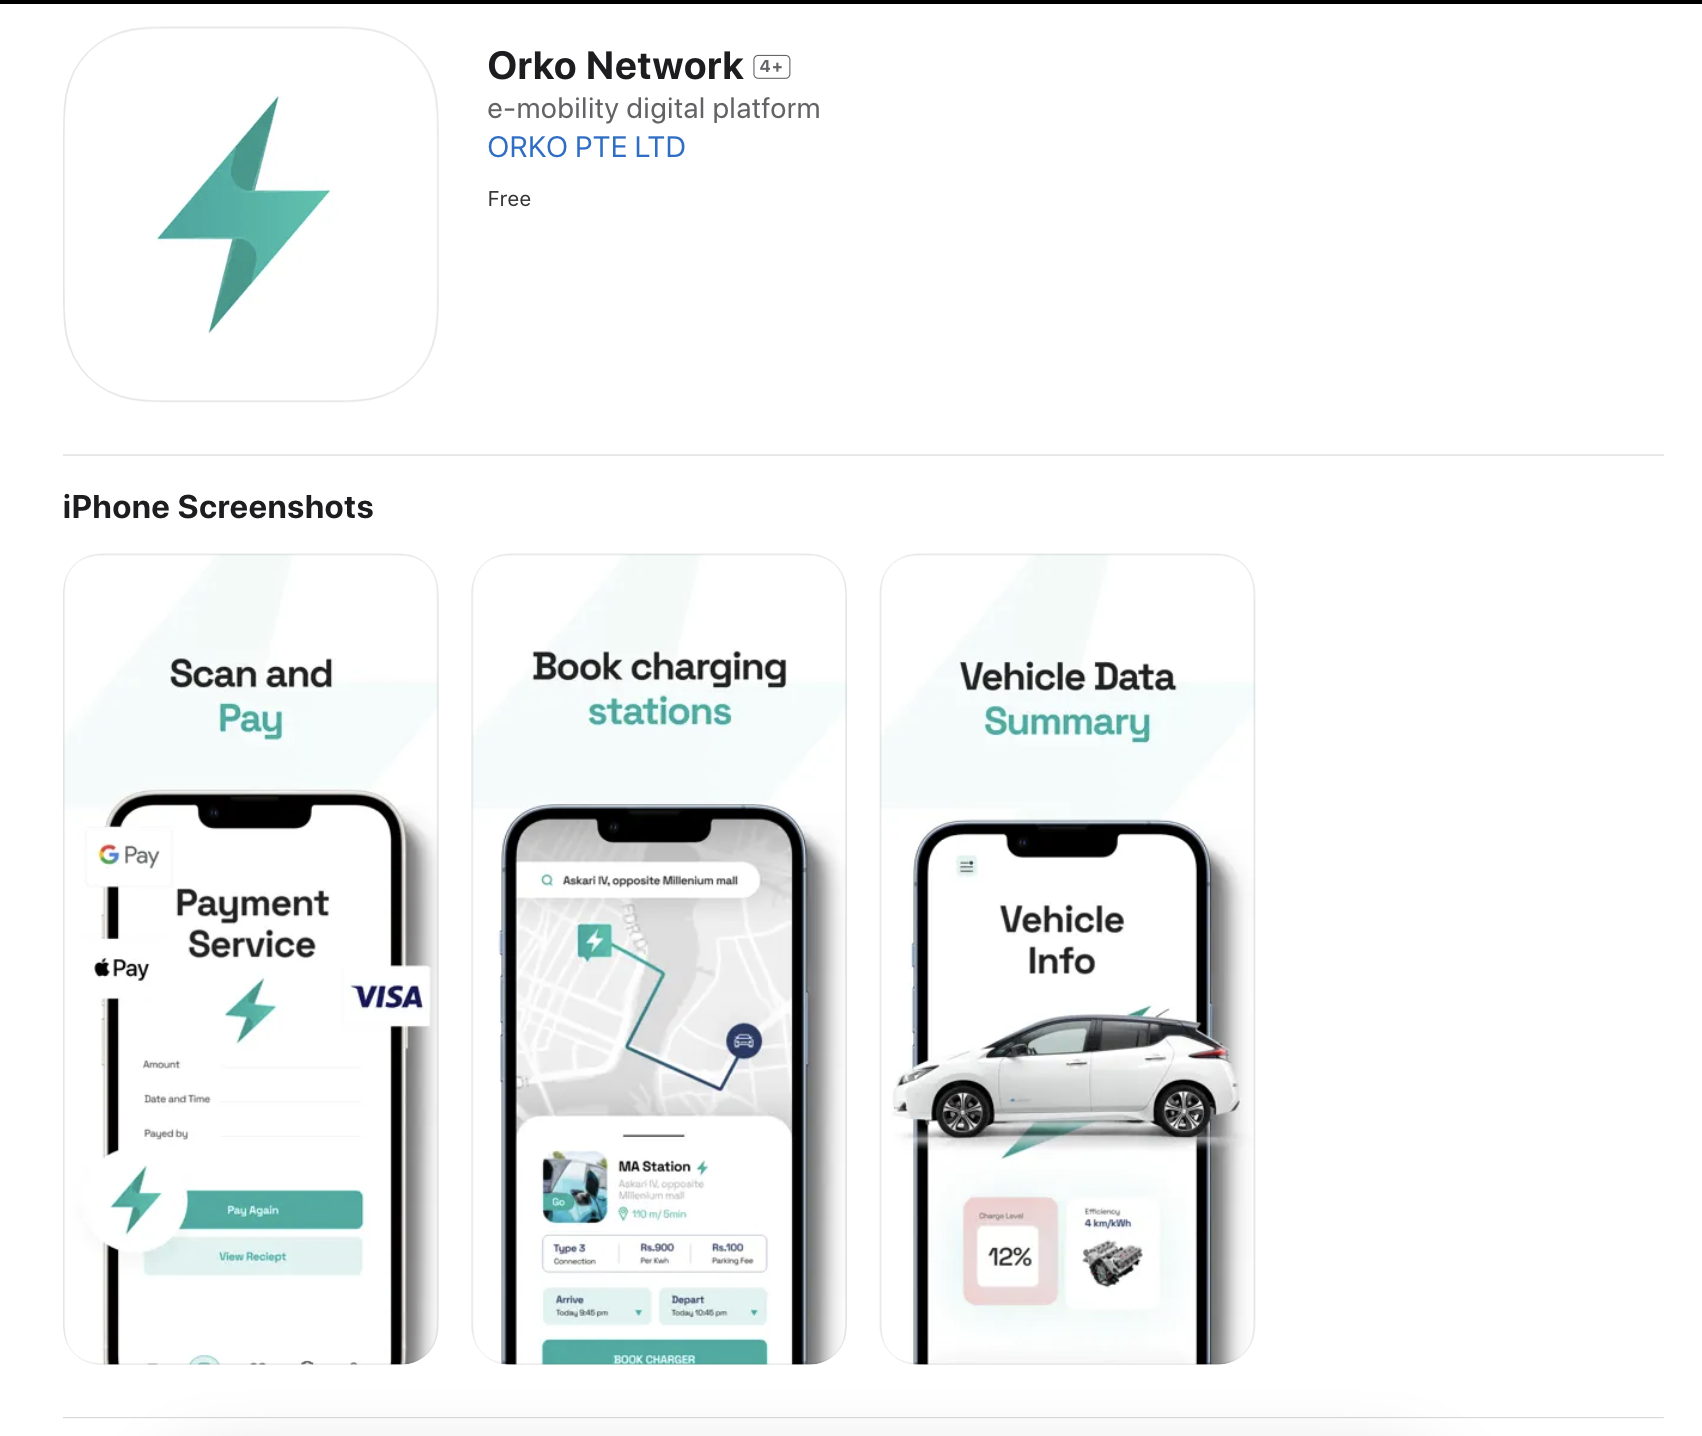 Orko Network 4+
e-mobility digital platform
ORKO PTE LTD
Free
iPhone Screenshots
Scan and
Pay
G Pay
Payment
Service
Pay
VISA
Amount
Date and Time
Payed by
Pay Again
View Reciept
Book charging
stations
Askari IV, opposite Millenium mall
FDR D
MA Station
Askari IV, opposite
Millenium mall
Go
110 m/5min
Type 3
Connection
Rs.900
Per Kwh
Rs.100
Parking Fee
Arrive
Today 9:45 pm
Depart
Today 10:45 pm
BOOK CHARGER
Vehicle Data
Summary
Vehicle
Info
Charge Level
12%
Efficiency
4 km/kWh